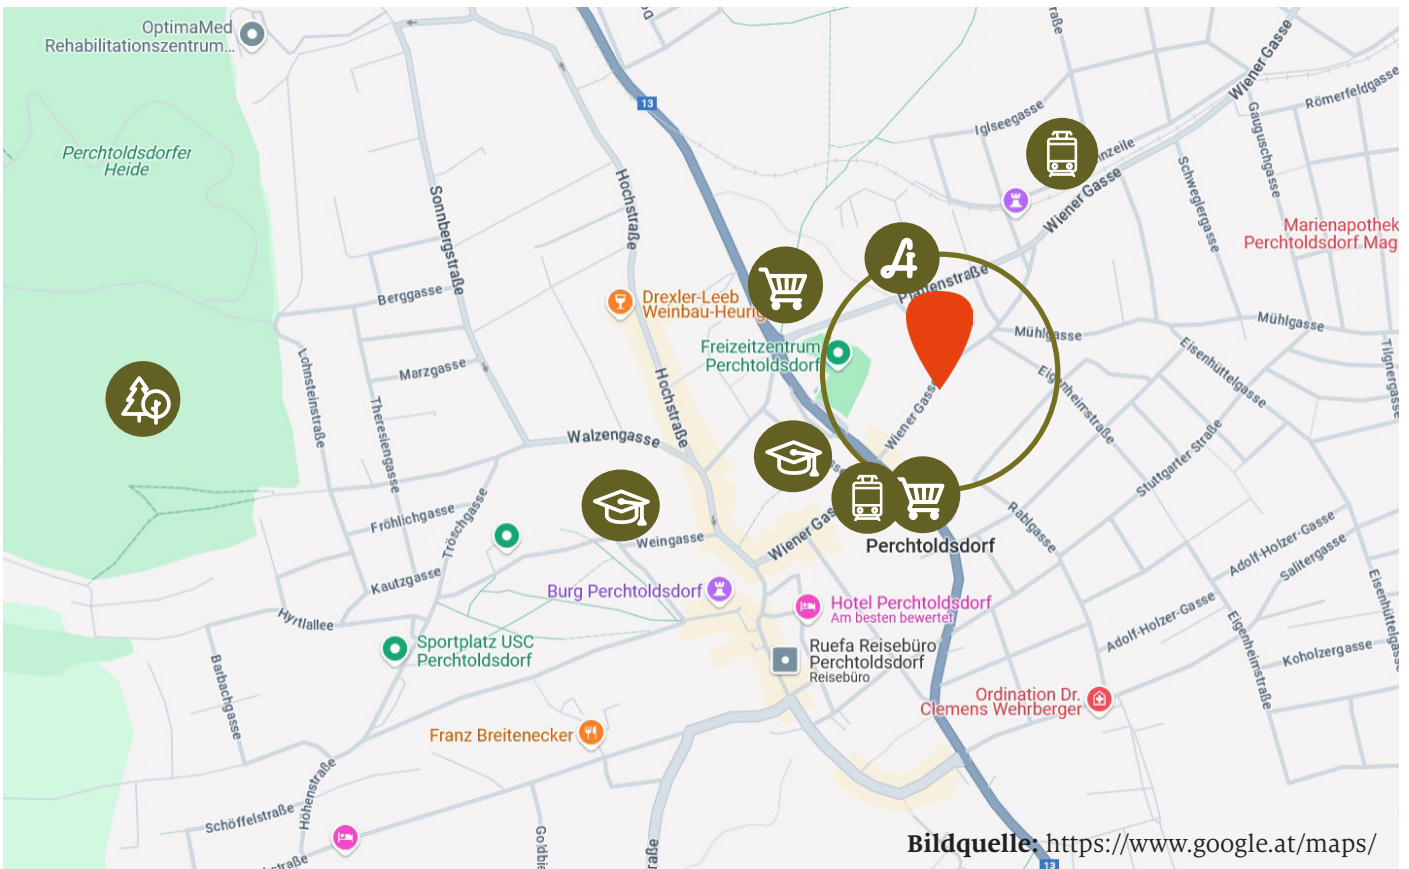 OptimaMed
Rehabilitationszentrum...
Perchtoldsdorfer
Heide
13
Iglseegasse
Wiener Gasse
Römerfeldgasse
Gauguschgasse
Schweglergasse
Wiener Gasse
Marienapothek
Perchtoldsdorf Mag
Sonnbergstraße
Hochstraße
Berggasse
Drexler-Leeb
Weinbau-Heurig
Mühlgasse
Mühlgasse
Freizeitzentrum
Perchtoldsdorf
Eisenhüttelgasse
Tilgnergasse
Lohnsteinstraße
Marzgasse
Hochstraße
Eigenheimstraße
Theresiengasse
Wiener Gasse
Walzengasse
Stuttgarter Straße
Fröhlichgasse
Tröschgasse
Weingasse
Wiener Gas
Rablgasse
Perchtoldsdorf
Adolf-Holzer-Gasse
Salitergasse
Kautzgasse
Burg Perchtoldsdorf
Hotel Perchtoldsdorf
Am besten bewertet
Hyrtlallee
Adolf-Holzer-Gasse
Eigenheimstraße
Eisenhüttelgasse
Sportplatz USC
Perchtoldsdorf
Ruefa Reisebüro
Perchtoldsdorf
Reisebüro
Koholzergasse
Barbachgasse
Ordination Dr.
Clemens Wehrberger
Franz Breitenecker
Höhenstraße
Schöffelstraße
Bildquelle: https://www.google.at/maps/
13